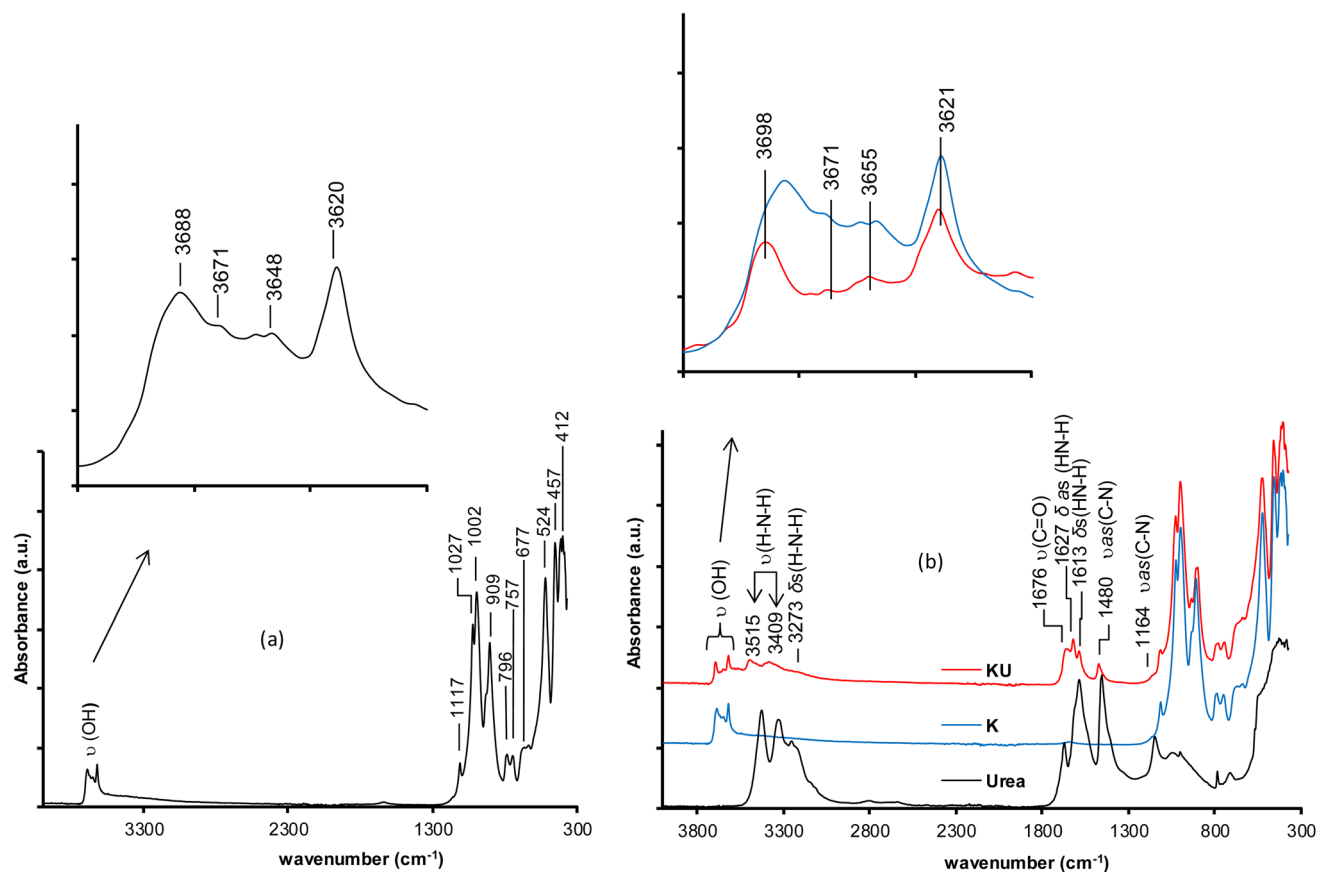 3688
3671
3648
3620
1117
1027
1002
909
796
757
677
524
457
412
υ (OH)
(a)
Absorbance (a.u.)
3300
2300
1300
300
wavenumber (cm-1)
3698
3671
3655
3621
υ (OH)
3515
υ(H-N-H)
3409
3273 δs(H-N-H)
1676 υ(C=O)
1627 δ as (HN-H)
1613 δs(HN-H)
1480 υas(C-N)
1164 υas(C-N)
(b)
KU
K
Urea
Absorbance (a.u.)
3800
3300
2800
2300
1800
1300
800
300
wavenumber (cm-1)